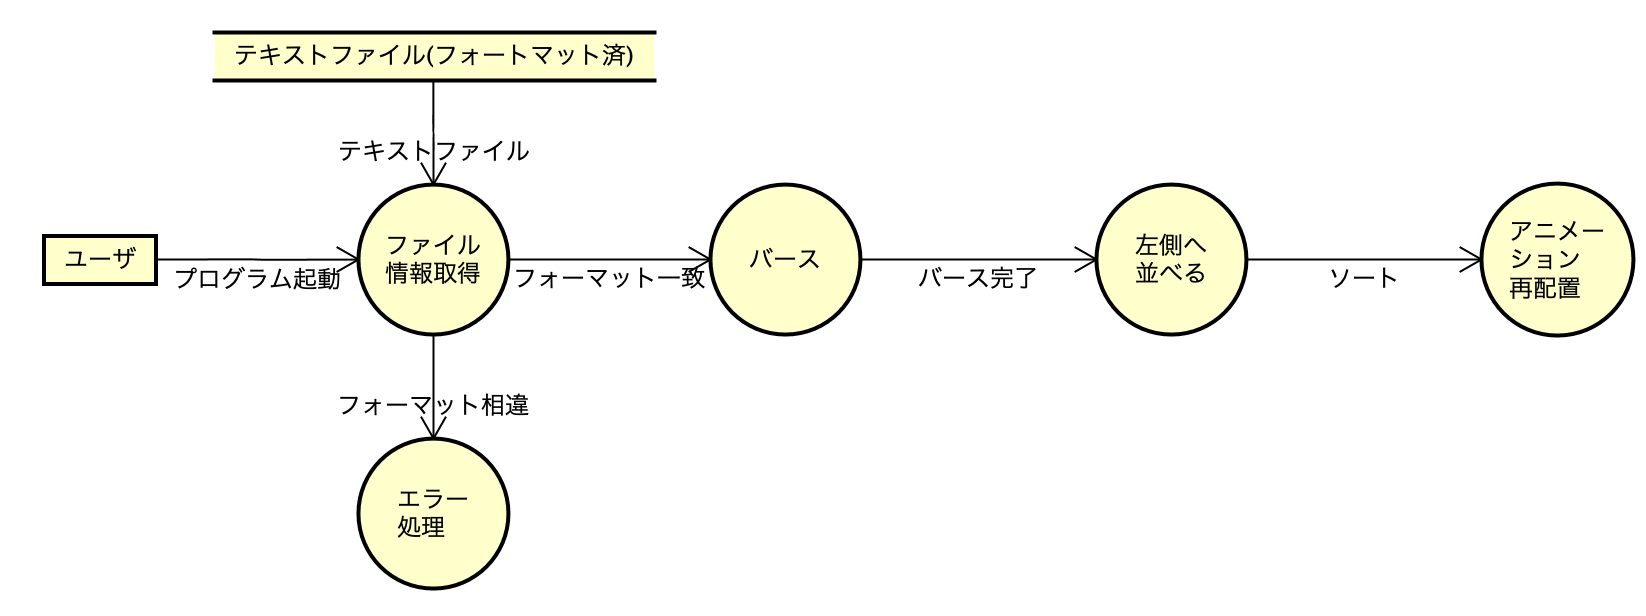 テキストファイル(フォートマット済)
テキストファイル
ユーザ
プログラム起動
ファイル
情報取得
フォーマット一致
バース
バース完了
左側へ
並べる
ソート
アニメー
ション
再配置
フォーマット相違
エラー
処理